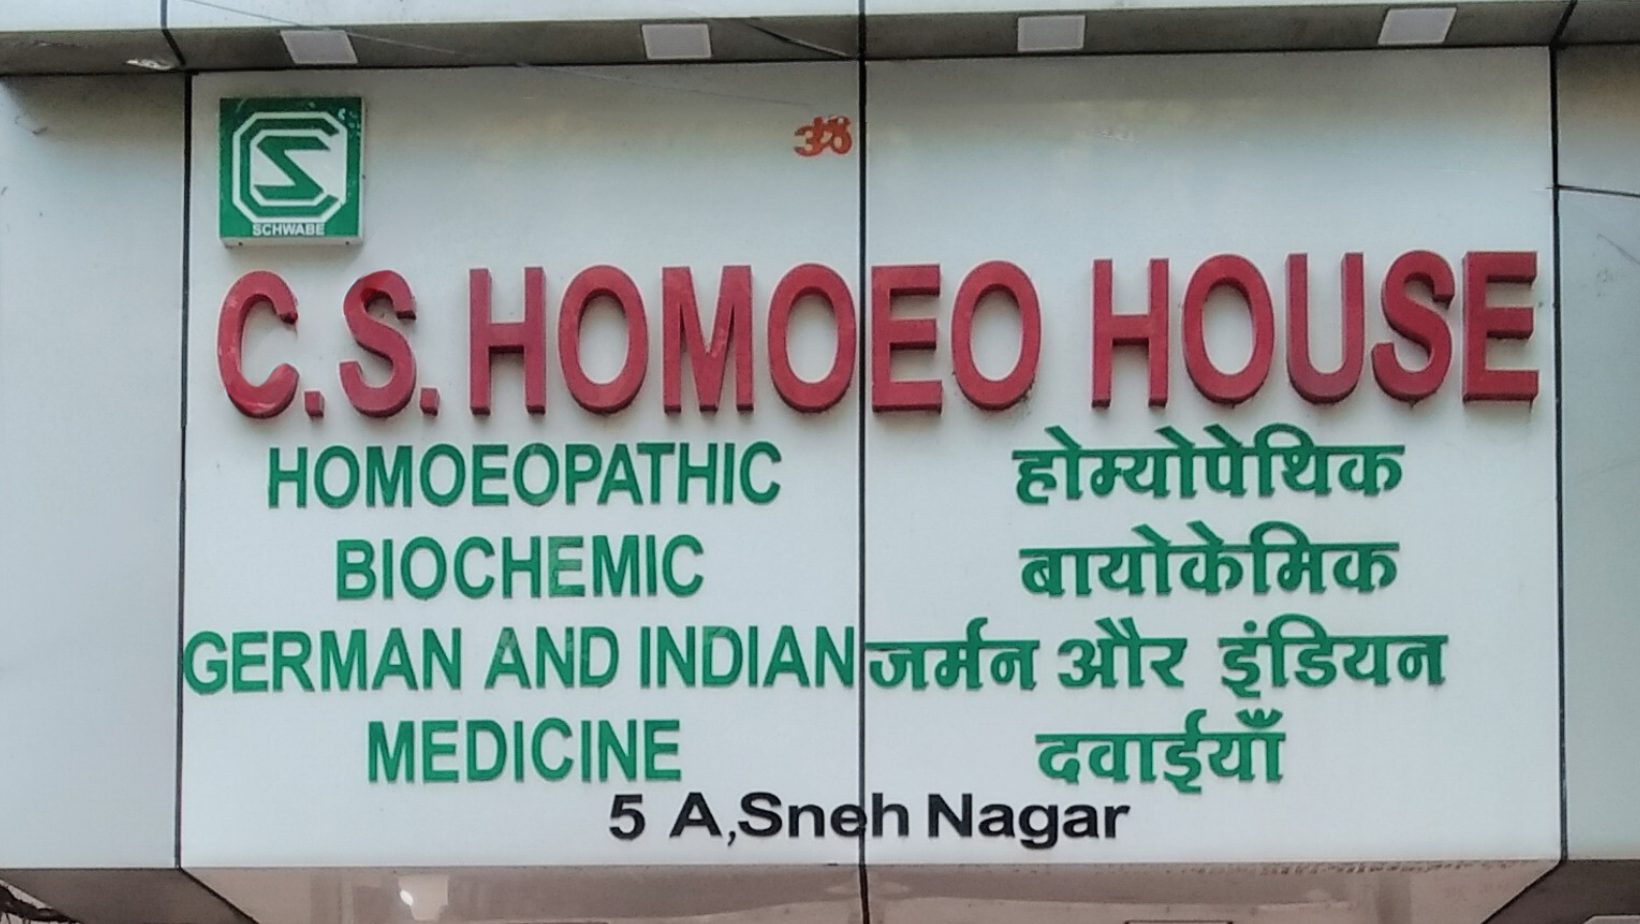 SCHWABE
ॐ
C.S. HOMOEO HOUSE
HOMOEOPATHIC
BIOCHEMIC
GERMAN AND INDIAN
MEDICINE
होम्योपेथिक
बायोकेमिक
जर्मन और इंडियन
दवाईयाँ
5 A,Sneh Nagar